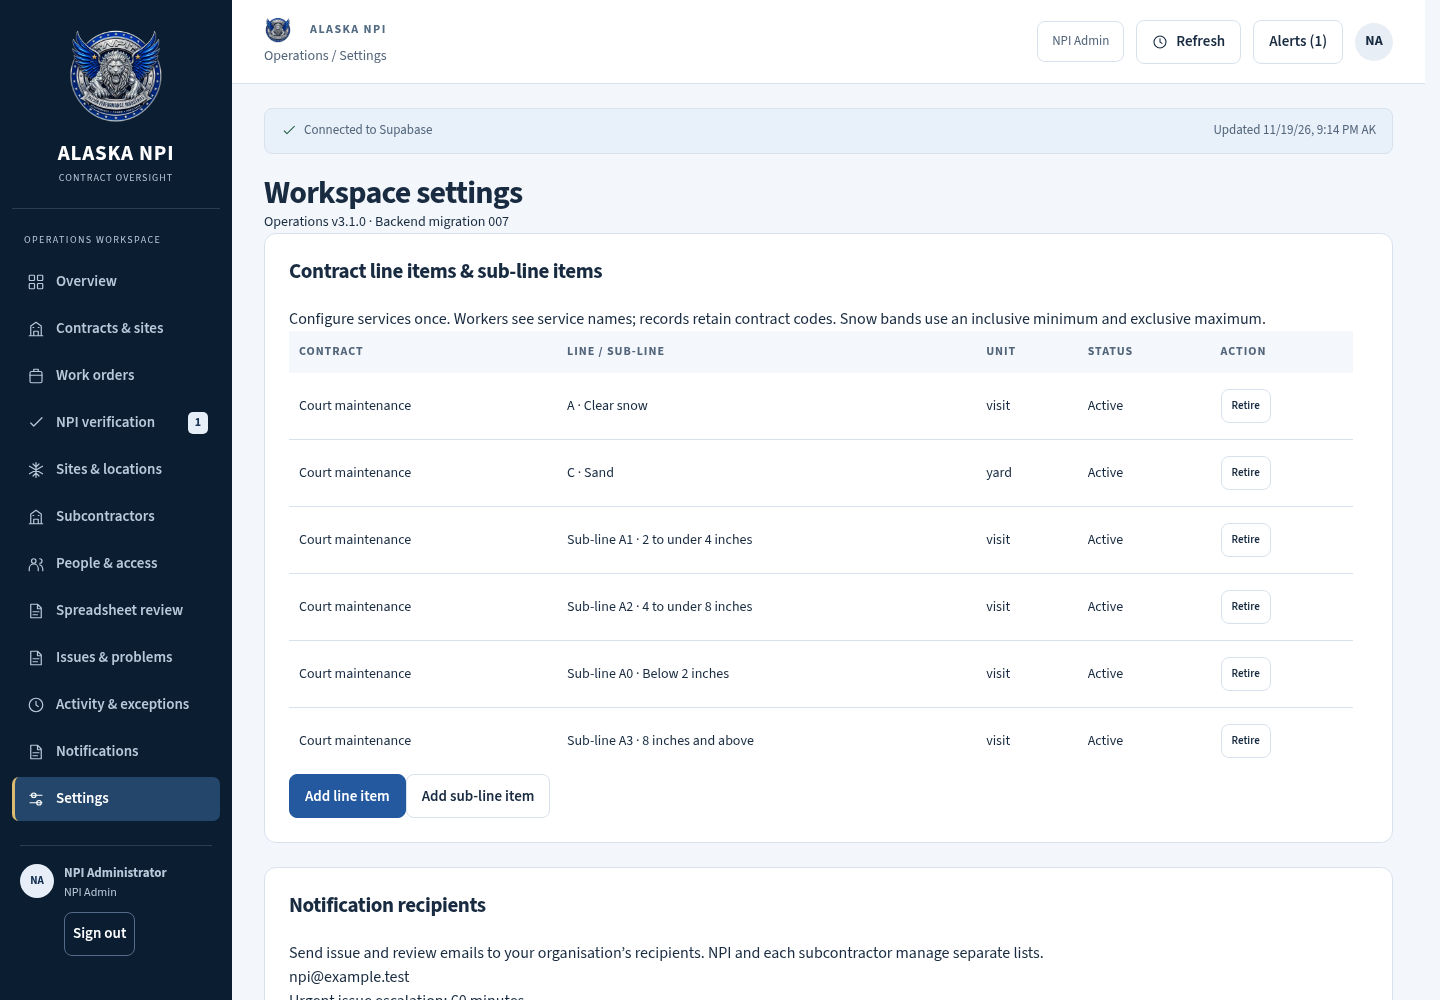 ALASKA NPI
CONTRACT OVERSIGHT
OPERATIONS WORKSPACE
Overview
Contracts & sites
Work orders
NPI verification 1
Sites & locations
Subcontractors
People & access
Spreadsheet review
Issues & problems
Activity & exceptions
Notifications
Settings
NA NPI Administrator
NPI Admin
Sign out
ALASKA NPI
Operations / Settings
NPI Admin Refresh Alerts (1) NA
Connected to Supabase Updated 11/19/26, 9:14 PM AK
Workspace settings
Operations v3.1.0 · Backend migration 007
Contract line items & sub-line items
Configure services once. Workers see service names; records retain contract codes. Snow bands use an inclusive minimum and exclusive maximum.
CONTRACT LINE / SUB-LINE UNIT STATUS ACTION
Court maintenance A · Clear snow visit Active Retire
Court maintenance C · Sand yard Active Retire
Court maintenance Sub-line A1 · 2 to under 4 inches visit Active Retire
Court maintenance Sub-line A2 · 4 to under 8 inches visit Active Retire
Court maintenance Sub-line A0 · Below 2 inches visit Active Retire
Court maintenance Sub-line A3 · 8 inches and above visit Active Retire
Add line item Add sub-line item
Notification recipients
Send issue and review emails to your organisation’s recipients. NPI and each subcontractor manage separate lists.
npi@example.test
Urgent issue escalation: 60 minutes